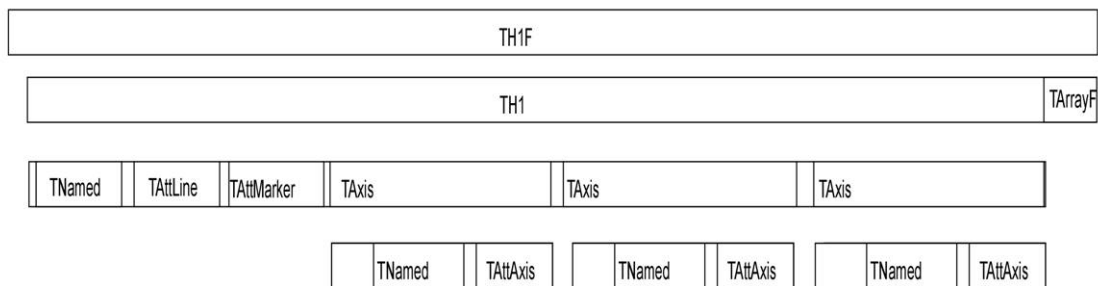 TH1F
TH1 TArrayF
TNamed TAttLine TAttMarker TAxis TAxis TAxis
TNamed TAttAxis TNamed TAttAxis TNamed TAttAxis